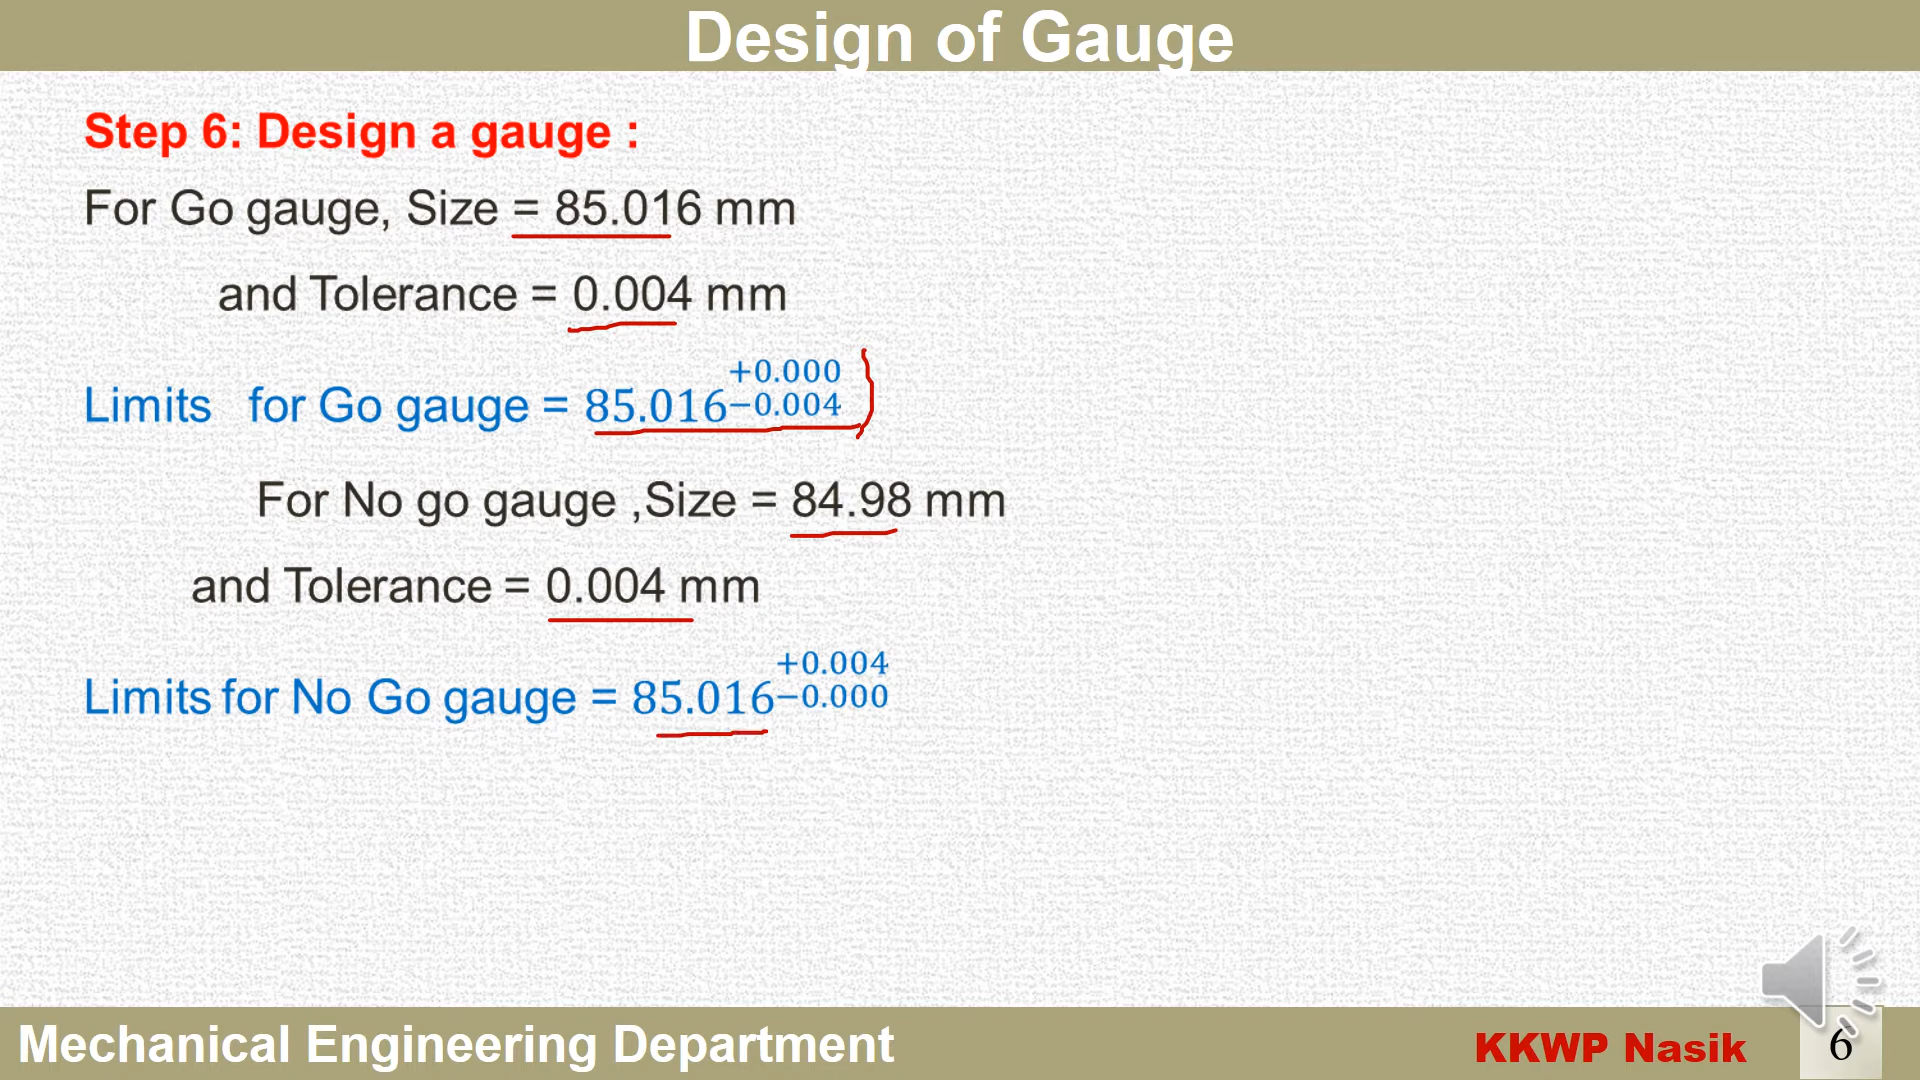 Design of Gauge
Step 6: Design a gauge :
For Go gauge, Size = 85.016 mm
and Tolerance = 0.004 mm
Limits for Go gauge = 85.016 +0.000 −0.004
For No go gauge ,Size = 84.98 mm
and Tolerance = 0.004 mm
Limits for No Go gauge = 85.016 +0.004 −0.000
Mechanical Engineering Department
KKWP Nasik
6